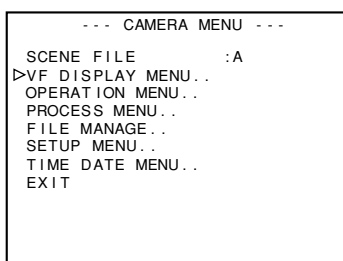 --- CAMERA MENU ---
SCENE FILE :A
▷VF DISPLAY MENU..
OPERATION MENU..
PROCESS MENU..
FILE MANAGE..
SETUP MENU..
TIME DATE MENU..
EXIT